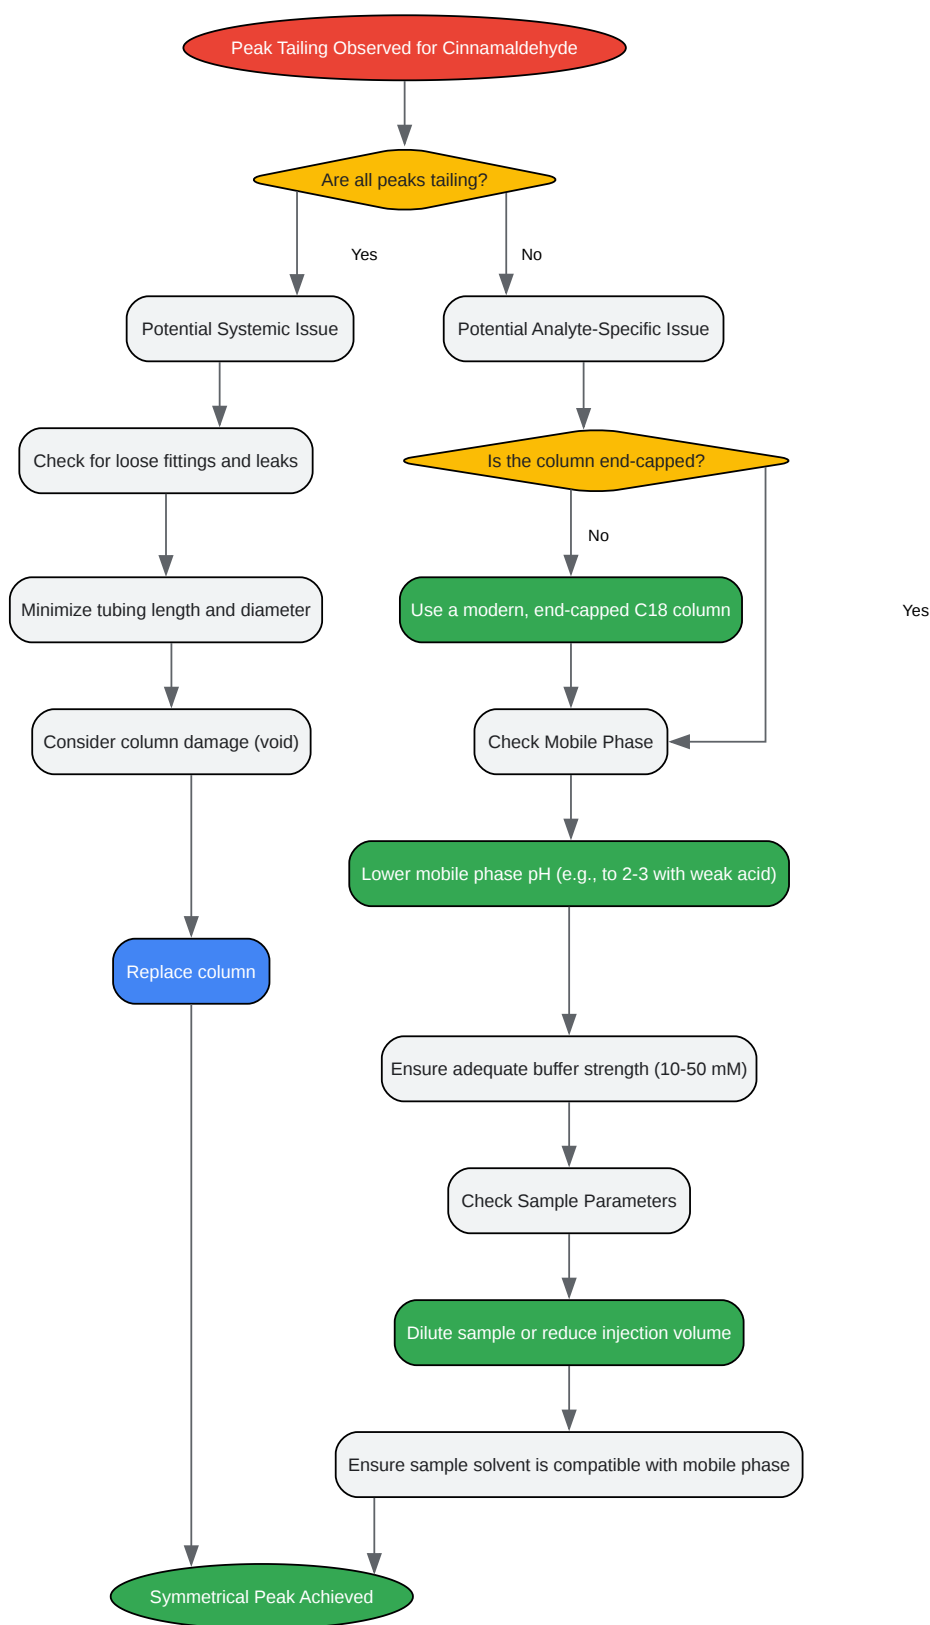 Peak Tailing Observed for Cinnamaldehyde
Are all peaks tailing?
Yes
No
Potential Systemic Issue
Potential Analyte-Specific Issue
Check for loose fittings and leaks
Is the column end-capped?
No
Minimize tubing length and diameter
Use a modern, end-capped C18 column
Yes
Consider column damage (void)
Check Mobile Phase
Lower mobile phase pH (e.g., to 2-3 with weak acid)
Replace column
Ensure adequate buffer strength (10-50 mM)
Check Sample Parameters
Dilute sample or reduce injection volume
Ensure sample solvent is compatible with mobile phase
Symmetrical Peak Achieved